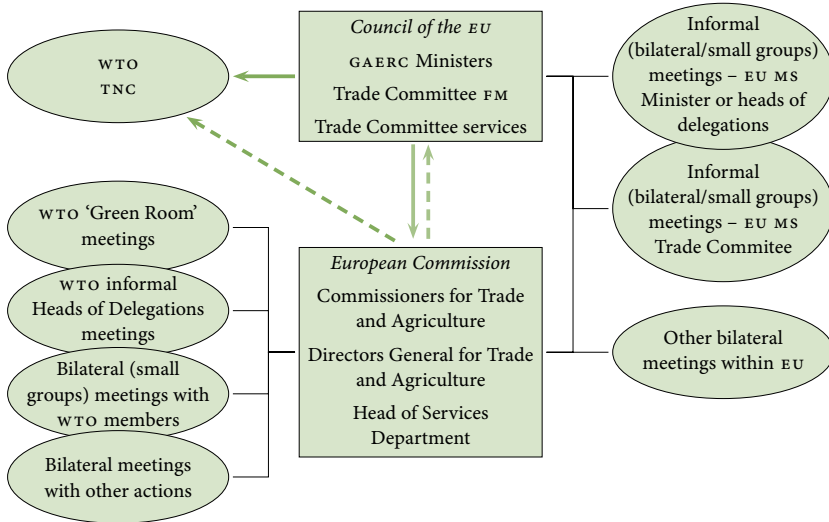 WTO
TNC
Council of the EU
GAERC Ministers
Trade Committee FM
Trade Committee services
Informal
(bilateral/small groups)
meetings – EU MS
Minister or heads of
delegations
Informal
(bilateral/small groups)
meetings – EU MS
Trade Commitee
WTO ‘Green Room’
meetings
WTO informal
Heads of Delegations
meetings
Bilateral (small
groups) meetings with
WTO members
Bilateral meetings
with other actions
European Commission
Commissioners for Trade
and Agriculture
Directors General for Trade
and Agriculture
Head of Services
Department
Other bilateral
meetings within EU